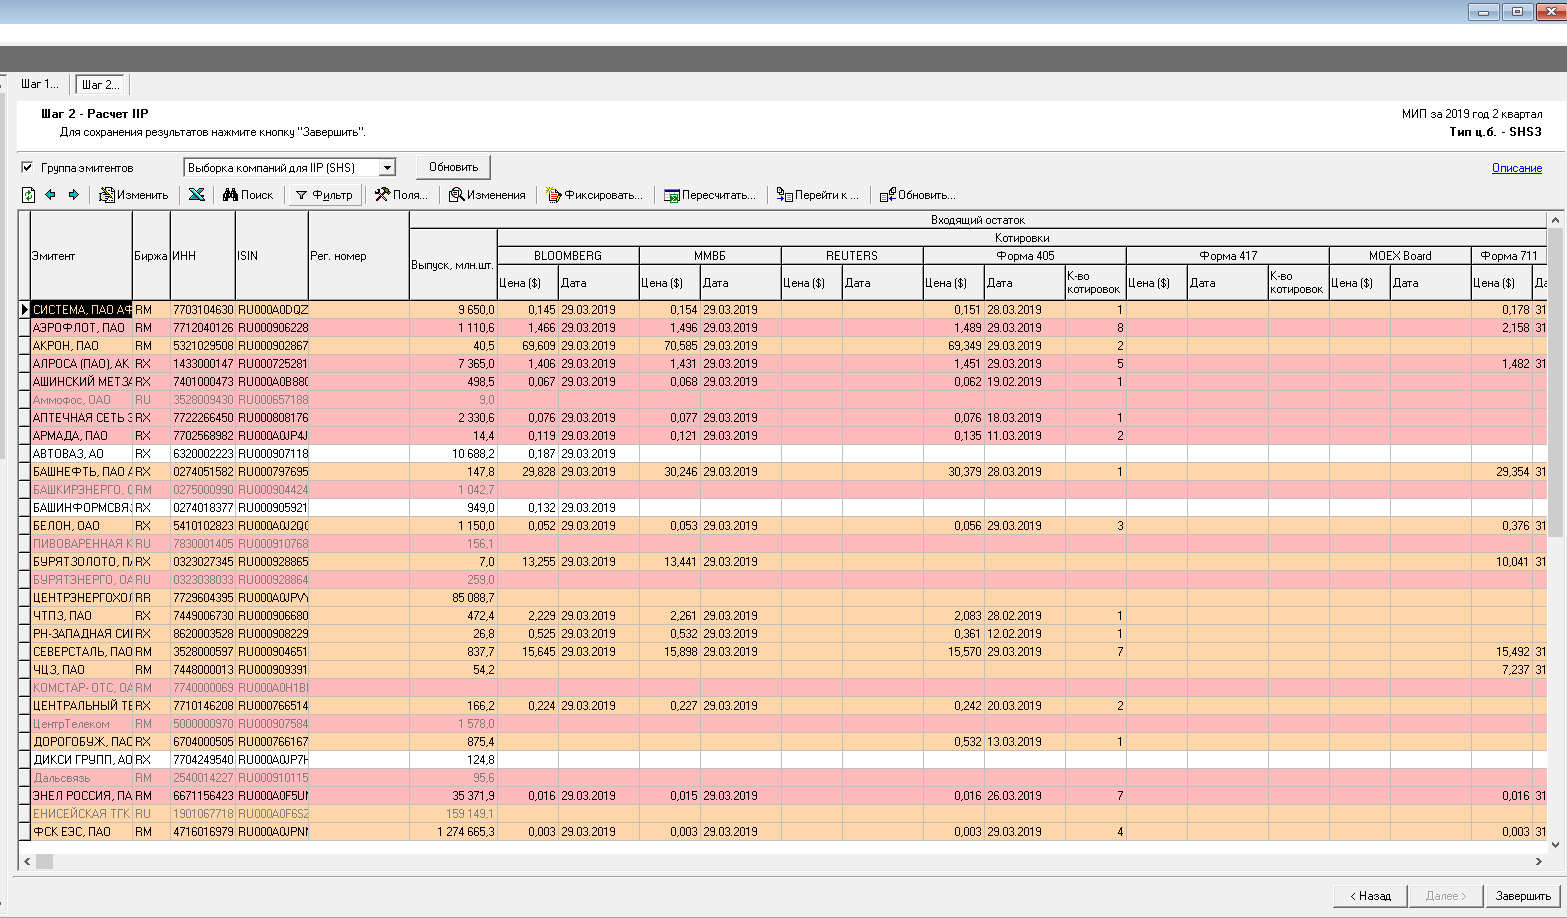 Шаг 1...
Шаг 2...
Шаг 2 - Расчет IIP
МИП за 2019 год 2 квартал
Для сохранения результатов нажмите кнопку "Завершить".
Тип ц.б. - SHS3
Группа эмитентов
Выборка компаний для IIP (SHS)
Обновить
Описание
Изменить Поиск Фильтр Поля... Изменения Фиксировать... Пересчитать... Перейти к ... Обновить...
Входящий остаток
Котировки
BLOOMBERG ММВБ REUTERS Форма 405 Форма 417 MOEX Board Форма 711
Эмитент Биржа ИНН ISIN Рег. номер Выпуск, млн.шт.
Цена ($) Дата Цена ($) Дата Цена ($) Дата Цена ($) Дата К-во котировок Цена ($) Дата К-во котировок Цена ($) Дата Цена ($)
СИСТЕМА, ПАО АФ RM 7703104630 RU000A0DQZ 9 650,0 0,145 29.03.2019 0,154 29.03.2019 0,151 28.03.2019 1 0,178 31
АЭРОФЛОТ, ПАО RM 7712040126 RU000906228 1 110,6 1,466 29.03.2019 1,496 29.03.2019 1,489 29.03.2019 8 2,158 31
АКРОН, ПАО RM 5321029508 RU000902867 40,5 69,609 29.03.2019 70,585 29.03.2019 69,349 29.03.2019 2
АЛРОСА (ПАО), АК RX 1433000147 RU000725281 7 365,0 1,406 29.03.2019 1,431 29.03.2019 1,451 29.03.2019 5 1,482 31
АШИНСКИЙ МЕТЗА RX 7401000473 RU000A0B88 498,5 0,067 29.03.2019 0,068 29.03.2019 0,062 19.02.2019 1
Аммофос, ОАО RU 3528009430 RU000657188 9,0
АПТЕЧНАЯ СЕТЬ 3 RX 7722266450 RU000808176 2 330,6 0,076 29.03.2019 0,077 29.03.2019 0,076 18.03.2019 1
АРМАДА, ПАО RX 7702568982 RU000A0JP4J 14,4 0,119 29.03.2019 0,121 29.03.2019 0,135 11.03.2019 2
АВТОВАЗ, АО RX 6320002223 RU000907118 10 688,2 0,187 29.03.2019
БАШНЕФТЬ, ПАО А RX 0274051582 RU000797695 147,8 29,828 29.03.2019 30,246 29.03.2019 30,379 28.03.2019 1 29,354 31
БАШКИРЭНЕРГО, О RM 0275000990 RU000904424 1 042,7
БАШИНФОРМСВЯЗ RX 0274018377 RU000905921 949,0 0,132 29.03.2019
БЕЛОН, ОАО RX 5410102823 RU000A0J2Q 1 150,0 0,052 29.03.2019 0,053 29.03.2019 0,056 29.03.2019 3 0,376 31
ПИВОВАРЕННАЯ К RU 7830001405 RU000910768 156,1
БУРЯТЗОЛОТО, ПА RX 0323027345 RU000928865 7,0 13,255 29.03.2019 13,441 29.03.2019 10,041 31
БУРЯТЭНЕРГО, ОА RU 0323038033 RU000928864 259,0
ЦЕНТРЭНЕРГОХОЛ RR 7729604395 RU000A0JPVY 85 088,7
ЧТПЗ, ПАО RX 7449006730 RU000906680 472,4 2,229 29.03.2019 2,261 29.03.2019 2,083 28.02.2019 1
РН-ЗАПАДНАЯ СИ RX 8620003528 RU000908229 26,8 0,525 29.03.2019 0,532 29.03.2019 0,361 12.02.2019 1
СЕВЕРСТАЛЬ, ПАО RM 3528000597 RU000904651 837,7 15,645 29.03.2019 15,898 29.03.2019 15,570 29.03.2019 7 15,492 31
ЧЦЗ, ПАО RM 7448000013 RU000909391 54,2 7,237 31
КОМСТАР- ОТС, ОА RM 7740000069 RU000A0H1B 
ЦЕНТРАЛЬНЫЙ ТЕ RX 7710146208 RU000766514 166,2 0,224 29.03.2019 0,227 29.03.2019 0,242 20.03.2019 2
ЦентрТелеком RM 5000000970 RU000907584 1 578,0
ДОРОГОБУЖ, ПАО RX 6704000505 RU000766167 875,4 0,532 13.03.2019 1
ДИКСИ ГРУПП, АО RX 7704249540 RU000A0JP7 124,8
Дальсвязь RM 2540014227 RU000910115 95,6
ЭНЕЛ РОССИЯ, ПА RM 6671156423 RU000A0F5U 35 371,9 0,016 29.03.2019 0,015 29.03.2019 0,016 26.03.2019 7 0,016 31
ЕНИСЕЙСКАЯ ТГК RU 1901067718 RU000A0F6S 159 149,1
ФСК ЕЭС, ПАО RM 4716016979 RU000A0JPN 1 274 665,3 0,003 29.03.2019 0,003 29.03.2019 0,003 29.03.2019 4 0,003 31
< Назад Далее > Завершить